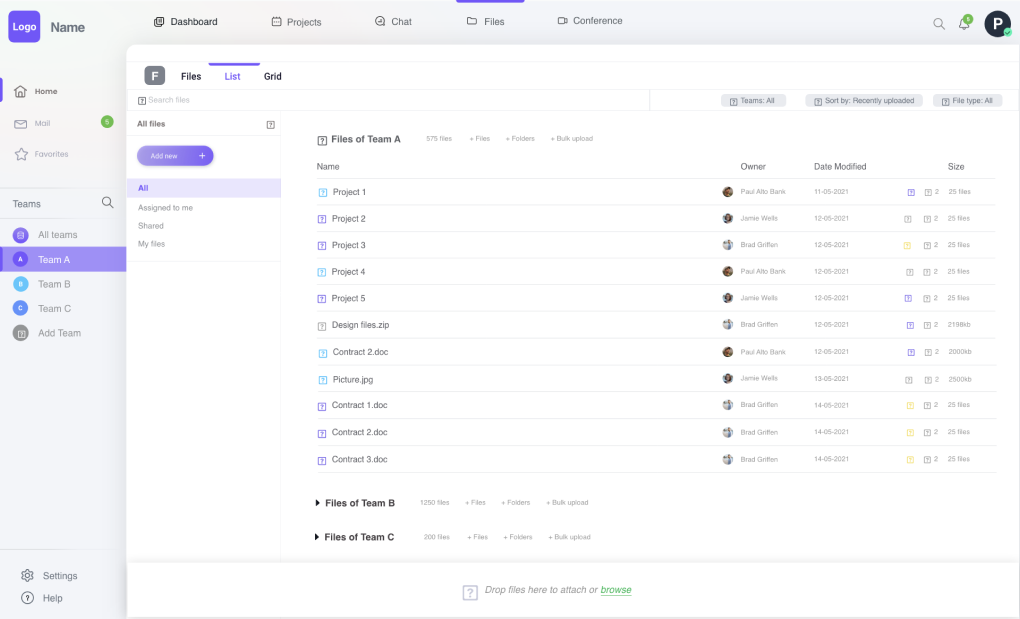 Logo Name Dashboard Projects Chat Files Conference 5 P
F Files List Grid
Home
Mail 5
Favorites
Teams
All teams
A Team A
B Team B
C Team C
Add Team
Settings
Help
Search files Teams: All Sort by: Recently uploaded File type: All
All files
Add new +
All
Assigned to me
Shared
My files
Files of Team A 575 files + Files + Folders + Bulk upload
Name Owner Date Modified Size
Project 1 Paul Alto Bank 11-05-2021 2 25 files
Project 2 Jamie Wells 12-05-2021 2 25 files
Project 3 Brad Griffen 12-05-2021 2 25 files
Project 4 Paul Alto Bank 12-05-2021 2 25 files
Project 5 Jamie Wells 12-05-2021 2 25 files
Design files.zip Brad Griffen 12-05-2021 2 2198kb
Contract 2.doc Paul Alto Bank 12-05-2021 2 2000kb
Picture.jpg Jamie Wells 13-05-2021 2 2500kb
Contract 1.doc Brad Griffen 14-05-2021 2 25 files
Contract 2.doc Brad Griffen 14-05-2021 2 25 files
Contract 3.doc Brad Griffen 14-05-2021 2 25 files
Files of Team B 1250 files + Files + Folders + Bulk upload
Files of Team C 200 files + Files + Folders + Bulk upload
Drop files here to attach or browse